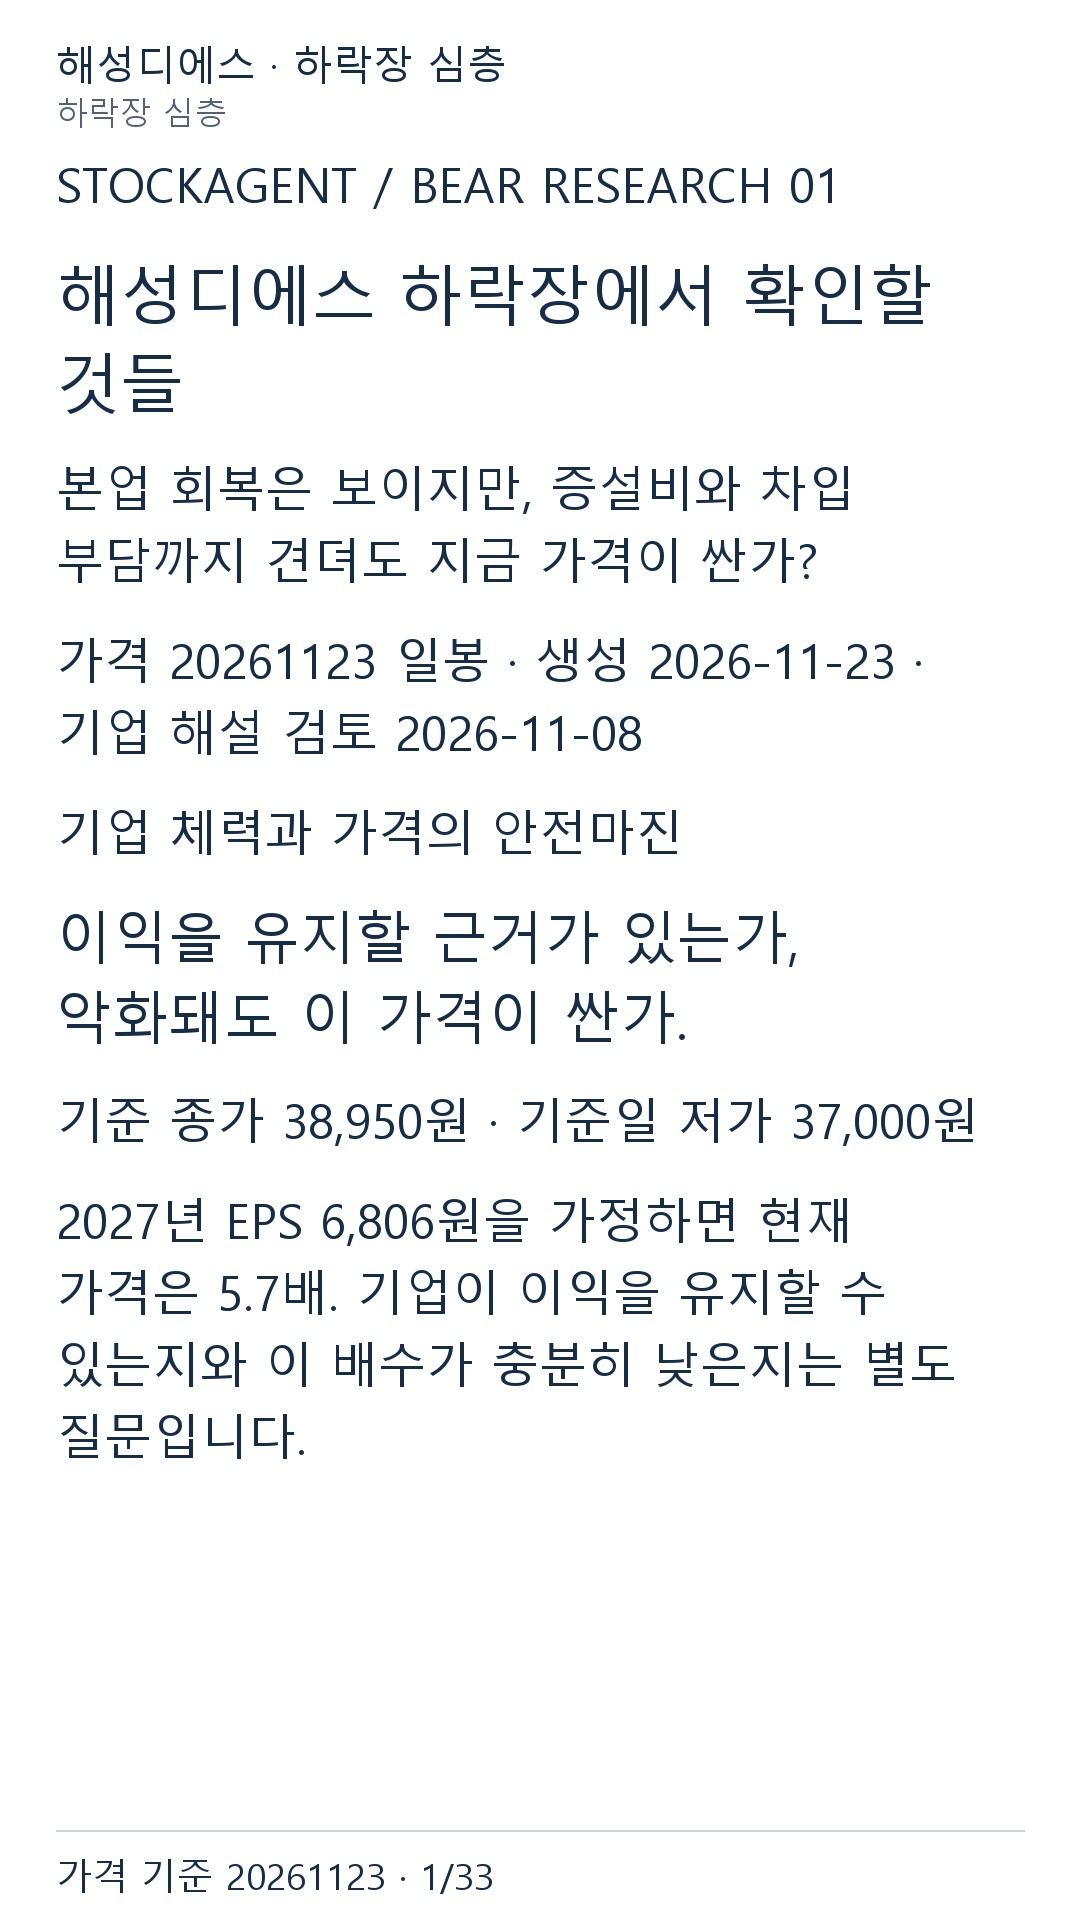 해성디에스 · 하락장 심층
하락장 심층
STOCKAGENT / BEAR RESEARCH 01
해성디에스 하락장에서 확인할
것들
본업 회복은 보이지만, 증설비와 차입
부담까지 견뎌도 지금 가격이 싼가?
가격 20261123 일봉 · 생성 2026-11-23 ·
기업 해설 검토 2026-11-08
기업 체력과 가격의 안전마진
이익을 유지할 근거가 있는가,
악화돼도 이 가격이 싼가.
기준 종가 38,950원 · 기준일 저가 37,000원
2027년 EPS 6,806원을 가정하면 현재
가격은 5.7배. 기업이 이익을 유지할 수
있는지와 이 배수가 충분히 낮은지는 별도
질문입니다.
가격 기준 20261123 · 1/33